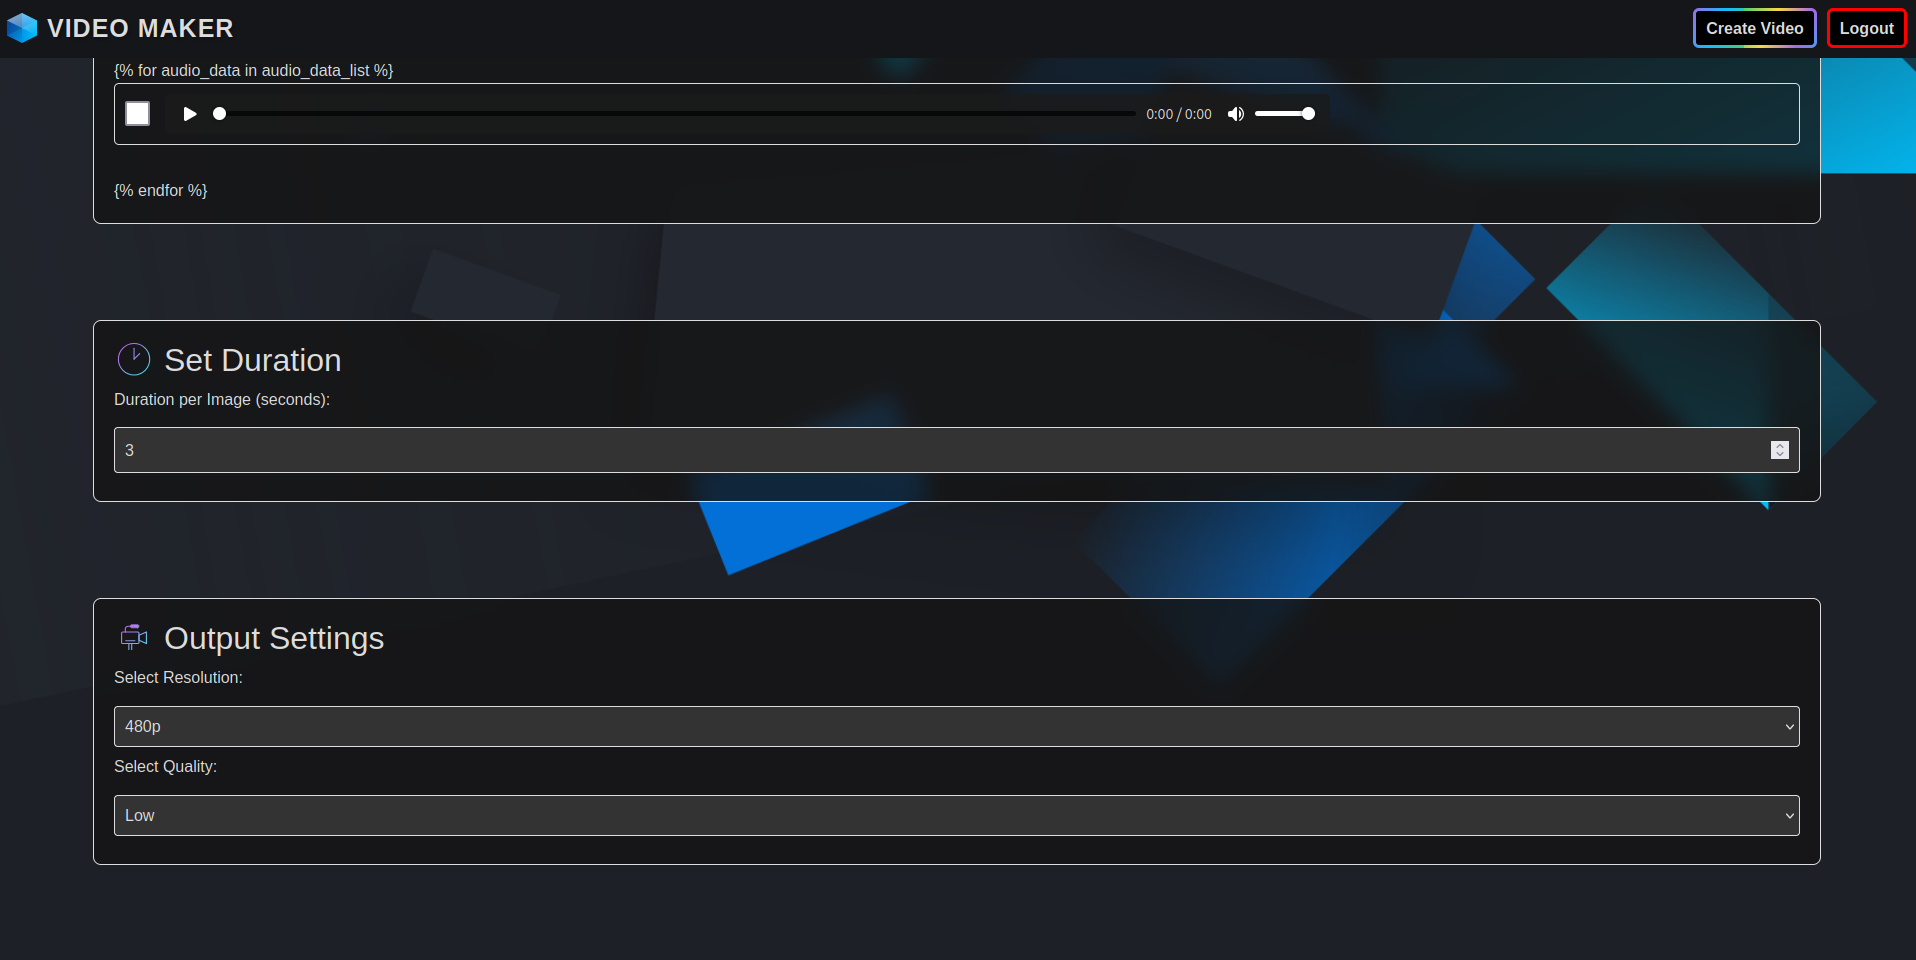 VIDEO MAKER
Create Video
Logout
{% for audio_data in audio_data_list %}
0:00 / 0:00
{% endfor %}
Set Duration
Duration per Image (seconds):
3
Output Settings
Select Resolution:
480p
Select Quality:
Low